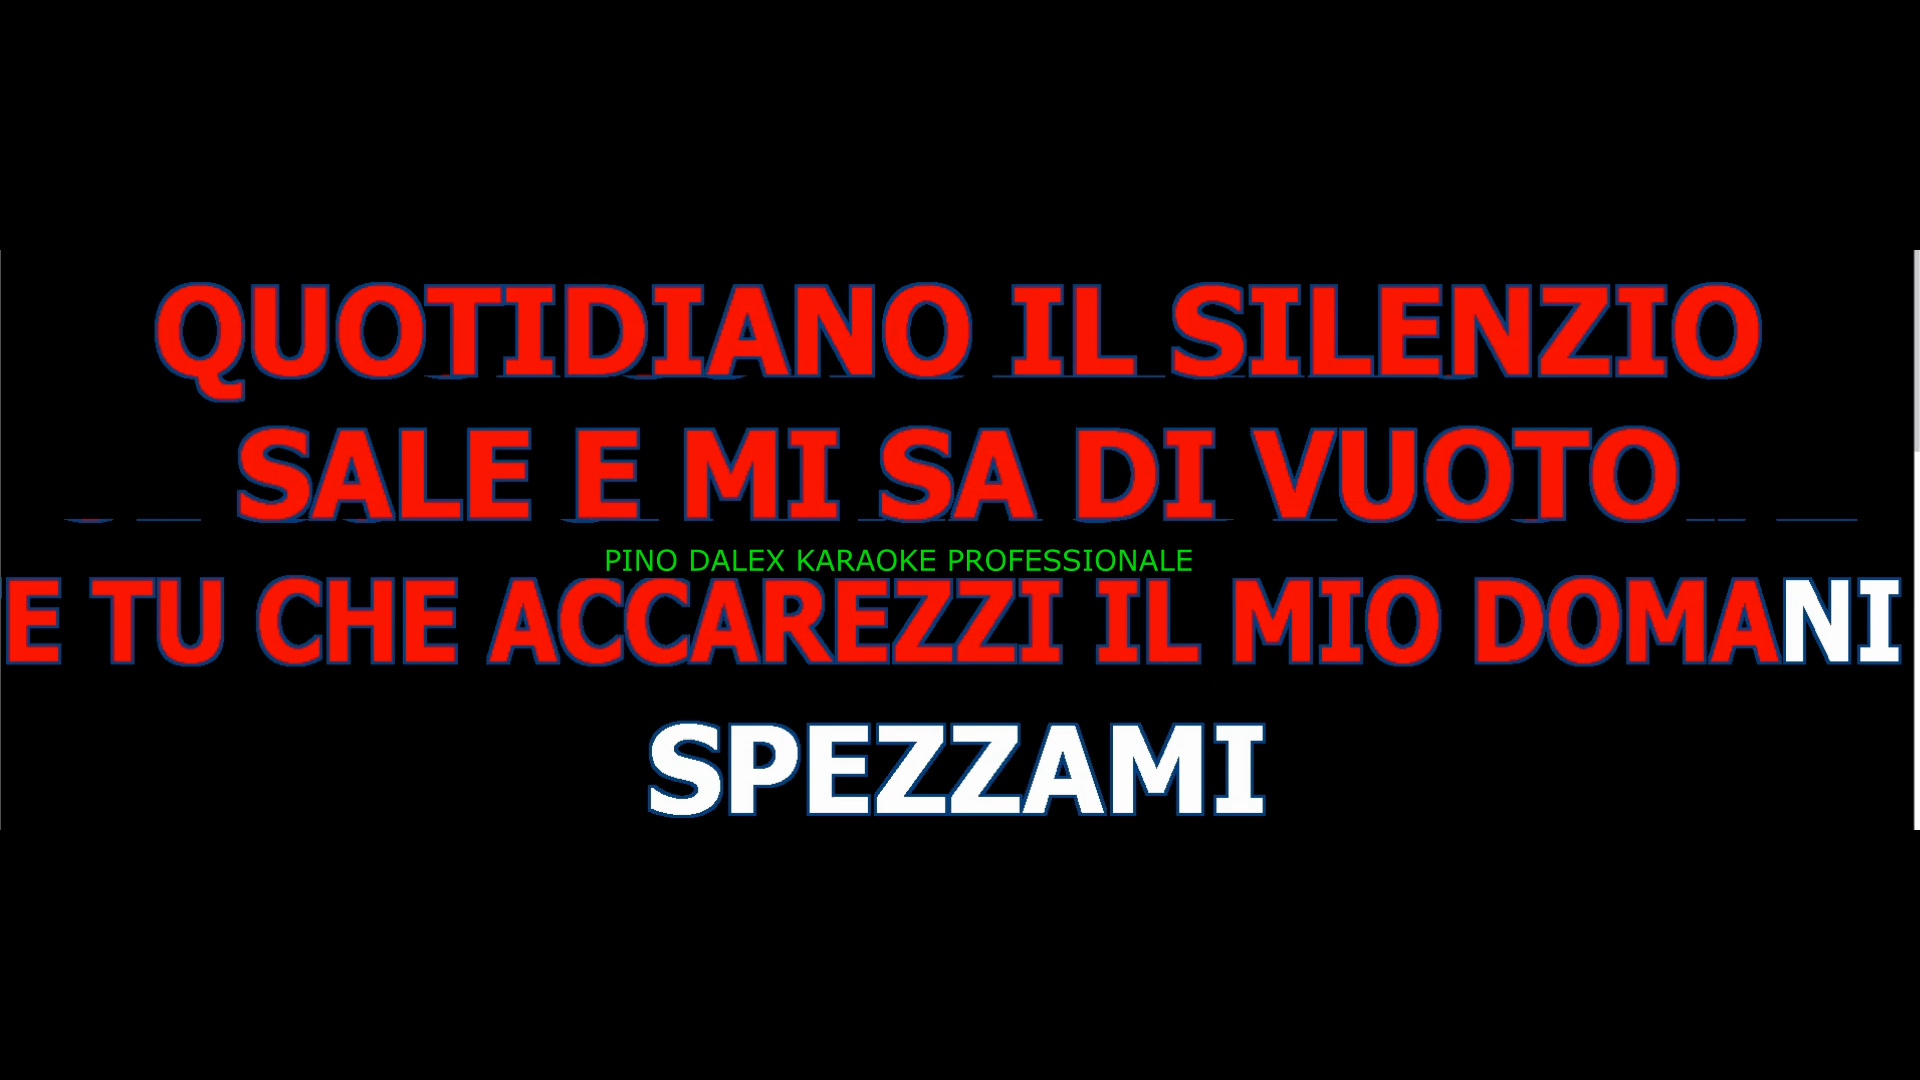 QUOTIDIANO IL SILENZIO
SALE E MI SA DI VUOTO
PINO DALEX KARAOKE PROFESSIONALE
E TU CHE ACCAREZZI IL MIO DOMANI
SPEZZAMI